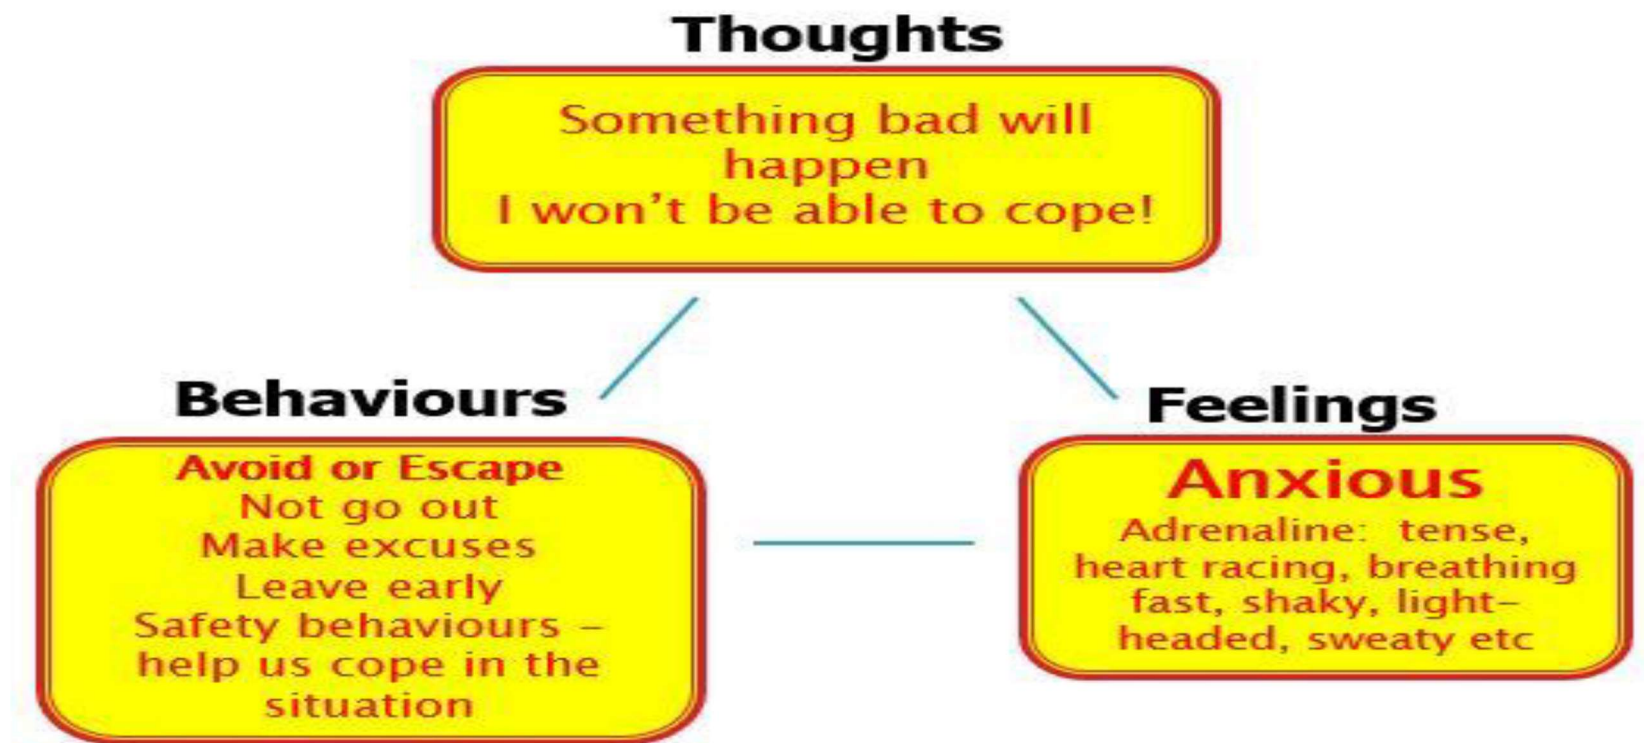 Thoughts
Something bad will
happen
I won't be able to cope!
Behaviours
Avoid or Escape
Not go out
Make excuses
Leave early
Safety behaviours –
help us cope in the
situation
Feelings
Anxious
Adrenaline: tense,
heart racing, breathing
fast, shaky, light-
headed, sweaty etc